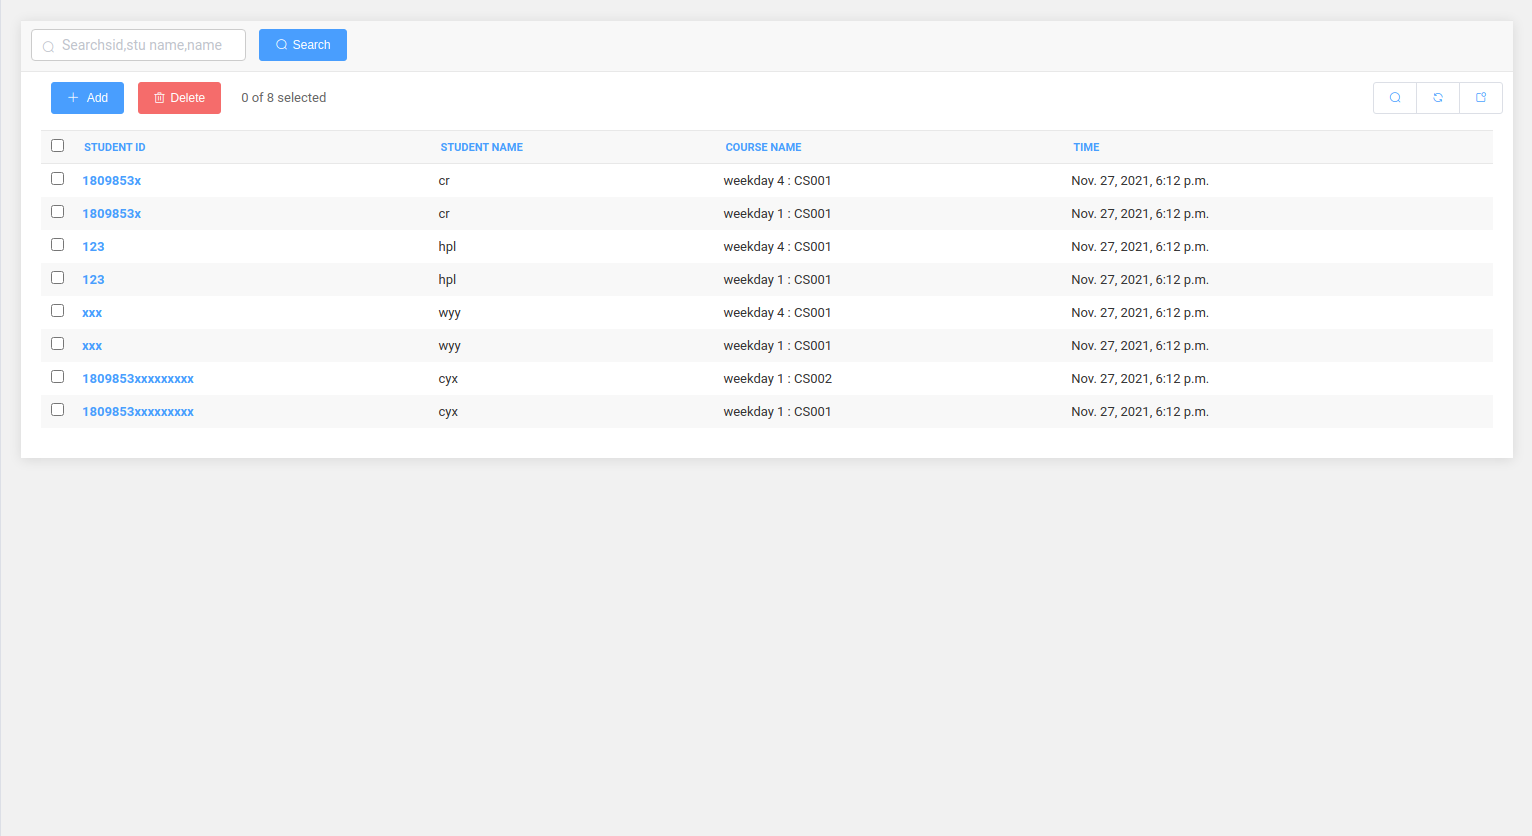 Searchsid,stu name,name Search
Add Delete 0 of 8 selected
STUDENT ID STUDENT NAME COURSE NAME TIME
1809853x cr weekday 4 : CS001 Nov. 27, 2021, 6:12 p.m.
1809853x cr weekday 1 : CS001 Nov. 27, 2021, 6:12 p.m.
123 hpl weekday 4 : CS001 Nov. 27, 2021, 6:12 p.m.
123 hpl weekday 1 : CS001 Nov. 27, 2021, 6:12 p.m.
xxx wyy weekday 4 : CS001 Nov. 27, 2021, 6:12 p.m.
xxx wyy weekday 1 : CS001 Nov. 27, 2021, 6:12 p.m.
1809853xxxxxxxxx cyx weekday 1 : CS002 Nov. 27, 2021, 6:12 p.m.
1809853xxxxxxxxx cyx weekday 1 : CS001 Nov. 27, 2021, 6:12 p.m.